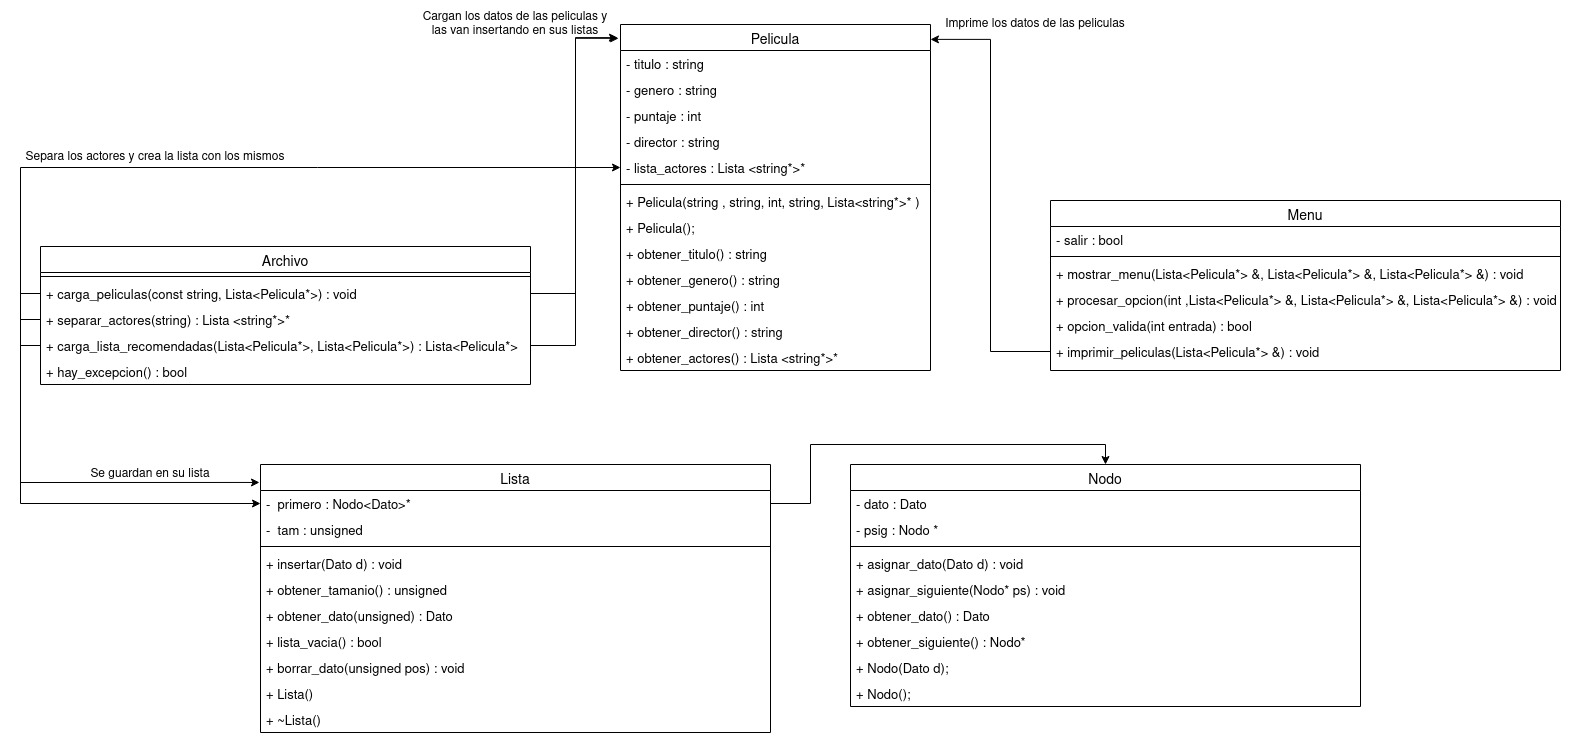 Cargan los datos de las peliculas y
las van insertando en sus listas
Imprime los datos de las peliculas
Pelicula
- titulo : string
- genero : string
- puntaje : int
- director : string
- lista_actores : Lista <string*>*
+ Pelicula(string , string, int, string, Lista<string*>* )
+ Pelicula();
+ obtener_titulo() : string
+ obtener_genero() : string
+ obtener_puntaje() : int
+ obtener_director() : string
+ obtener_actores() : Lista <string*>*
Separa los actores y crea la lista con los mismos
Archivo
+ carga_peliculas(const string, Lista<Pelicula*>) : void
+ separar_actores(string) : Lista <string*>*
+ carga_lista_recomendadas(Lista<Pelicula*>, Lista<Pelicula*>) : Lista<Pelicula*>
+ hay_excepcion() : bool
Menu
- salir : bool
+ mostrar_menu(Lista<Pelicula*> &, Lista<Pelicula*> &, Lista<Pelicula*> &) : void
+ procesar_opcion(int ,Lista<Pelicula*> &, Lista<Pelicula*> &, Lista<Pelicula*> &) : void
+ opcion_valida(int entrada) : bool
+ imprimir_peliculas(Lista<Pelicula*> &) : void
Se guardan en su lista
Lista
- primero : Nodo<Dato>*
- tam : unsigned
+ insertar(Dato d) : void
+ obtener_tamanio() : unsigned
+ obtener_dato(unsigned) : Dato
+ lista_vacia() : bool
+ borrar_dato(unsigned pos) : void
+ Lista()
+ ~Lista()
Nodo
- dato : Dato
- psig : Nodo *
+ asignar_dato(Dato d) : void
+ asignar_siguiente(Nodo* ps) : void
+ obtener_dato() : Dato
+ obtener_siguiente() : Nodo*
+ Nodo(Dato d);
+ Nodo();